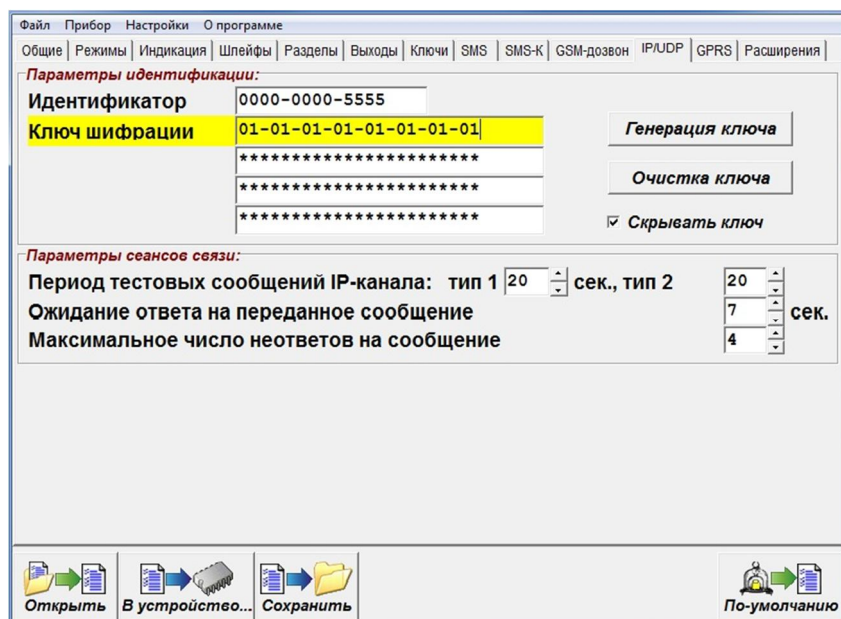 Файл Прибор Настройки О программе
Общие Режимы Индикация Шлейфы Разделы Выходы Ключи SMS SMS-K GSM-дозвон IP/UDP GPRS Расширения
Параметры идентификации:
Идентификатор 0000-0000-5555
Ключ шифрации 01-01-01-01-01-01-01-01 Генерация ключа
***********************
*********************** Очистка ключа
*********************** Скрывать ключ
Параметры сеансов связи:
Период тестовых сообщений IP-канала: тип 1 20 сек., тип 2 20
Ожидание ответа на переданное сообщение 7 сек.
Максимальное число неответов на сообщение 4
Открыть В устройство... Сохранить По-умолчанию